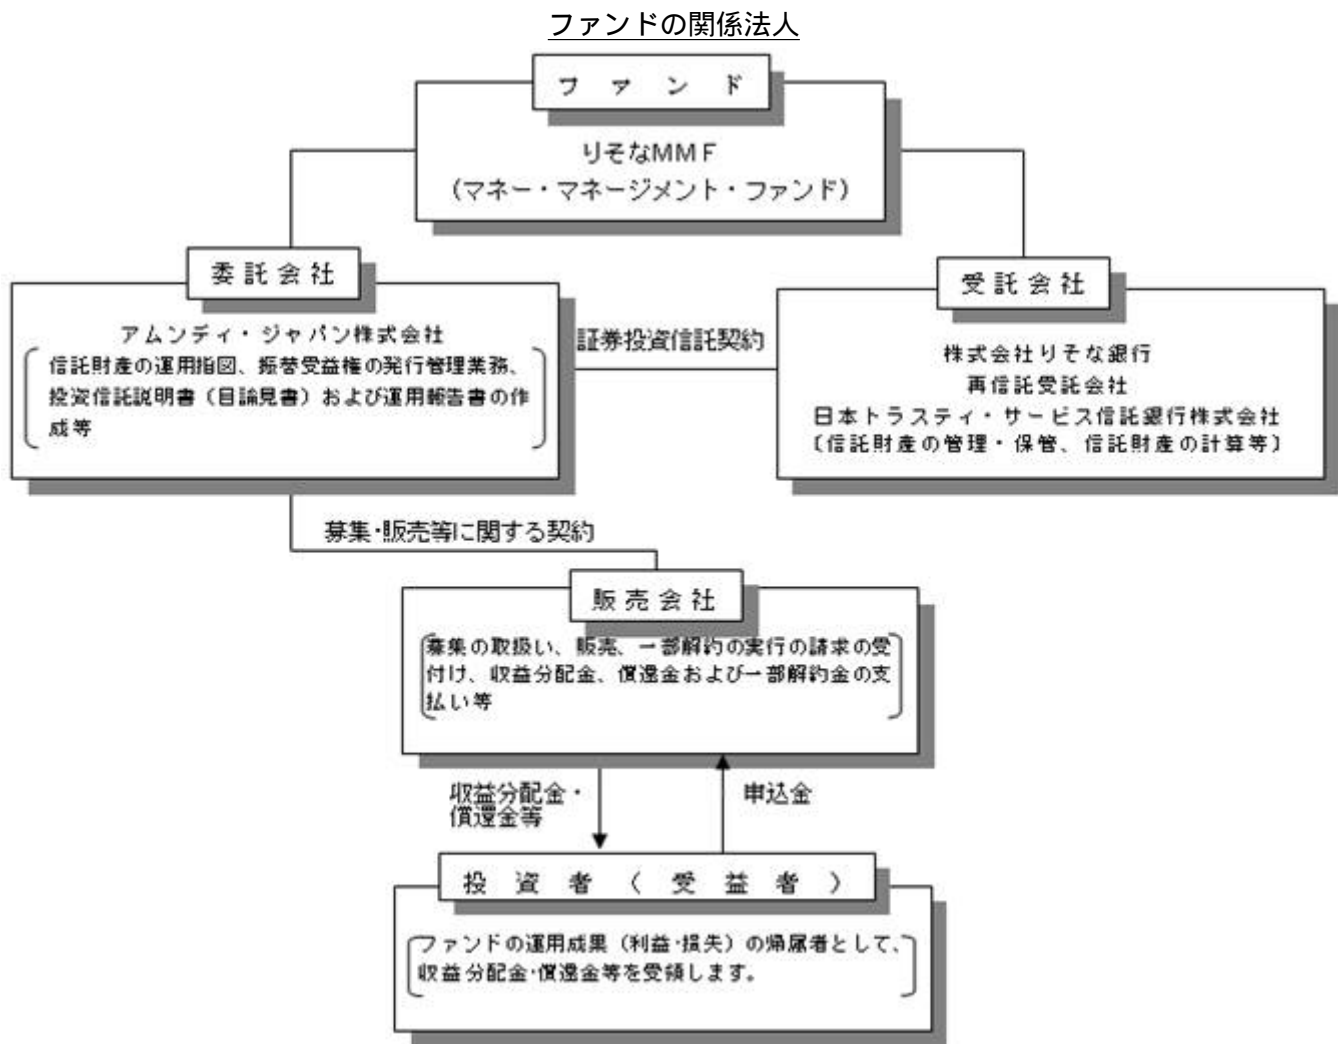 ファンドの関係法人
ファンド
りそなMMF
(マネー・マネージメント・ファンド)
委託会社
アムンディ・ジャパン株式会社
信託財産の運用指図、振替受益権の発行管理業務、
投資信託説明書(目論見書)および運用報告書の作
成等
証券投資信託契約
受託会社
株式会社りそな銀行
再信託受託会社
日本トラスティ・サービス信託銀行株式会社
〔信託財産の管理・保管、信託財産の計算等〕
募集・販売等に関する契約
販売会社
募集の取扱い、販売、一部解約の実行の請求の受
付け、収益分配金、償還金および一部解約金の支
払い等
収益分配金・
償還金等
申込金
投資者(受益者)
ファンドの運用成果(利益・損失)の帰属者として、
収益分配金・償還金等を受領します。